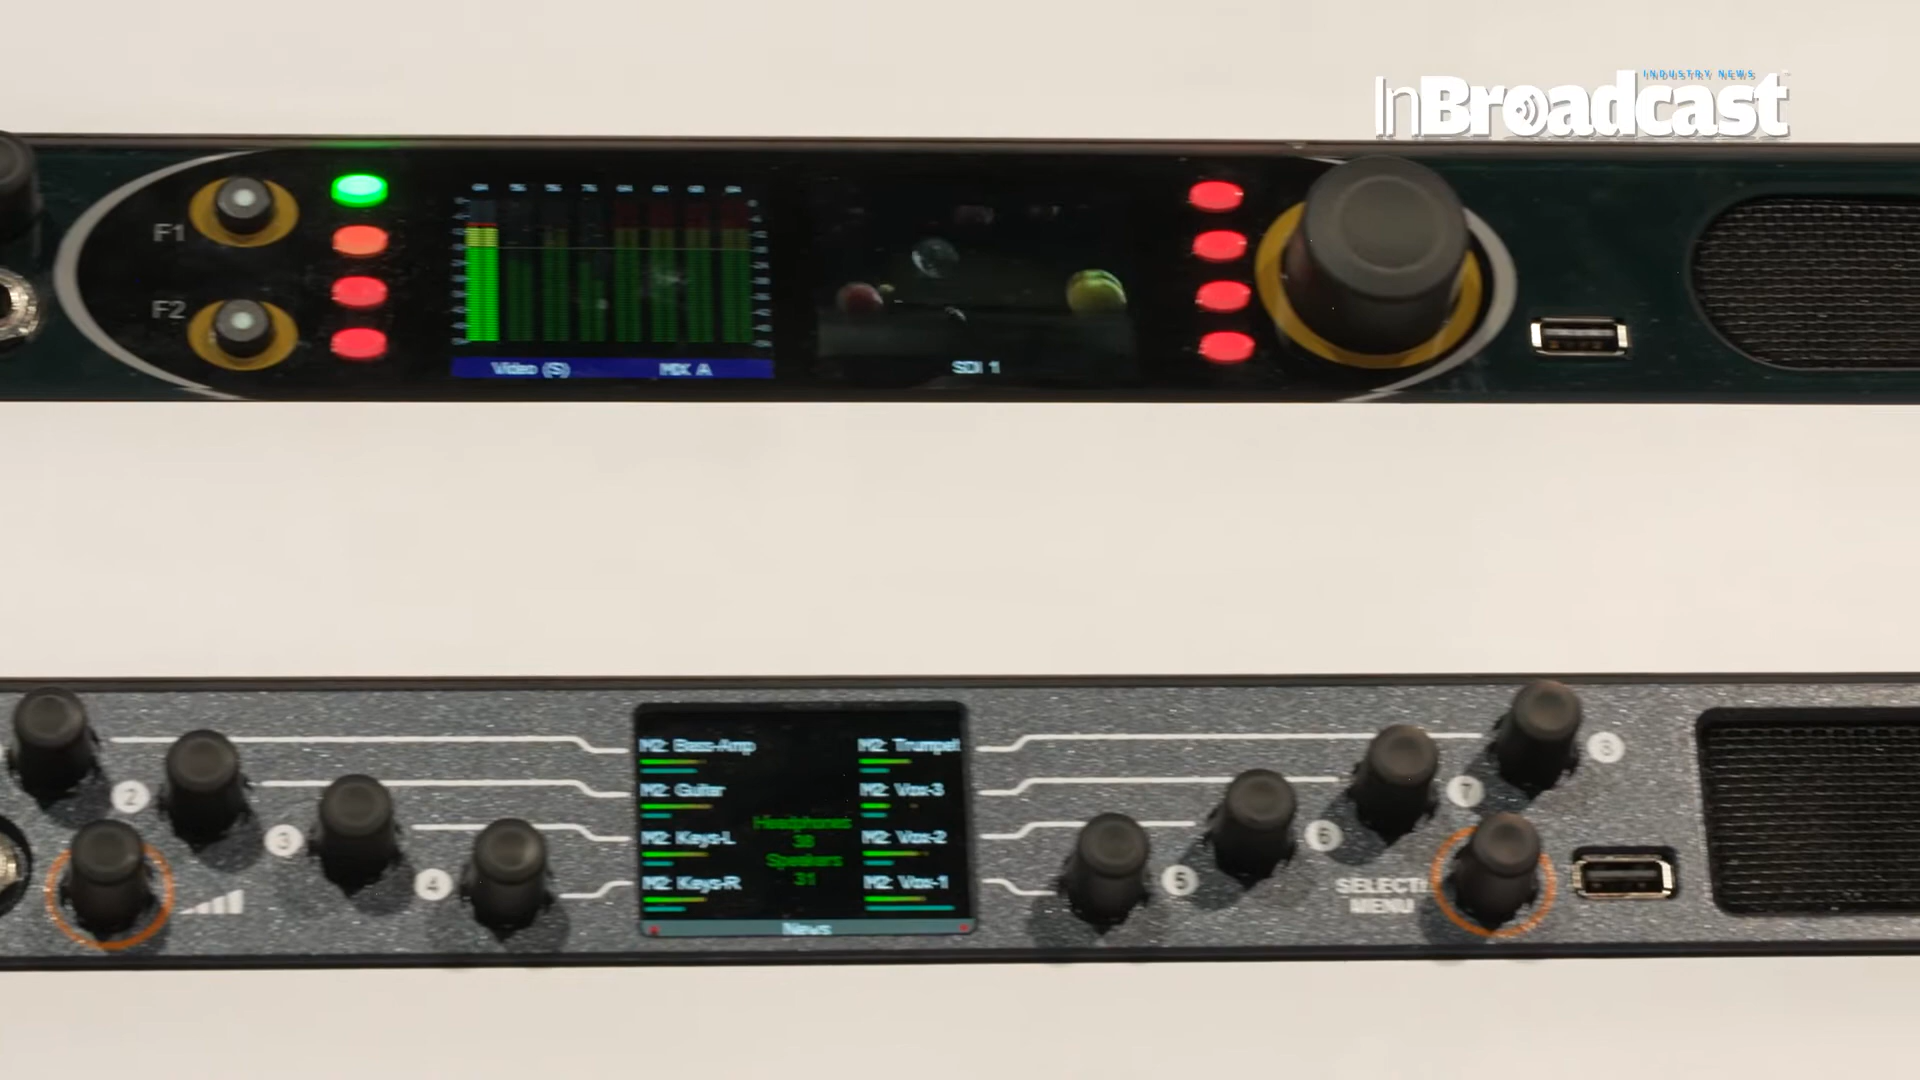 INDUSTRY NEWS
InBroadcast
F1
F2
Video (S) MIX A
SDI 1
M2: Bass-Amp
M2: Guitar
M2: Keys-L
M2: Keys-R
Headphones
38
Speakers
31
M2: Trumpet
M2: Vox-3
M2: Vox-2
M2: Vox-1
News
2
3
4
5
6
7
8
SELECT/
MENU